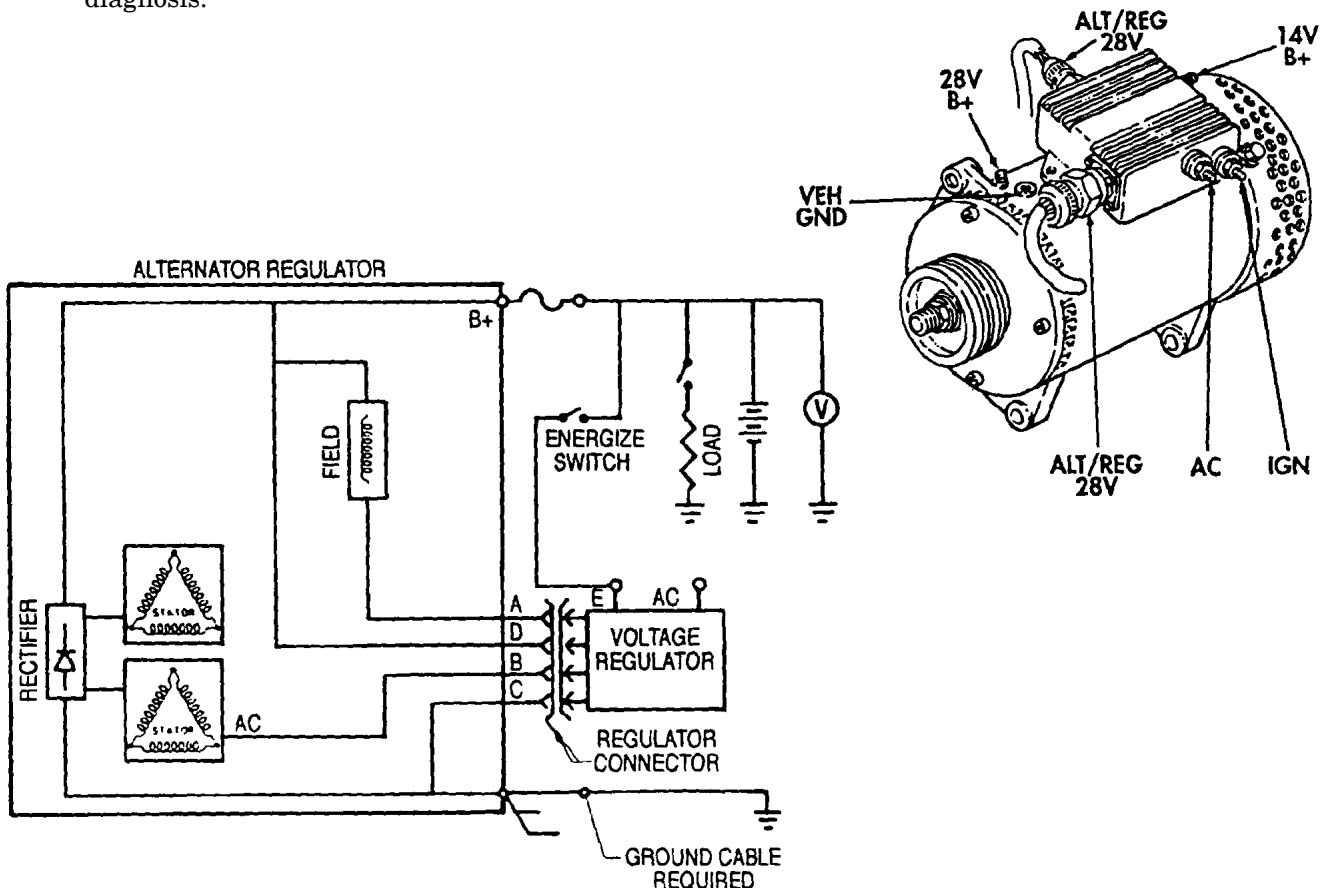 diagnosis.
ALT/REG
28V
14V
B+
28V
B+
VEH
GND
ALT/REG
28V
AC
IGN
ALTERNATOR REGULATOR
B+
FIELD
ENERGIZE
SWITCH
LOAD
V
RECTIFIER
Stator
Stator
AC
A
D
B
C
E
AC
VOLTAGE
REGULATOR
REGULATOR
CONNECTOR
GROUND CABLE
REQUIRED